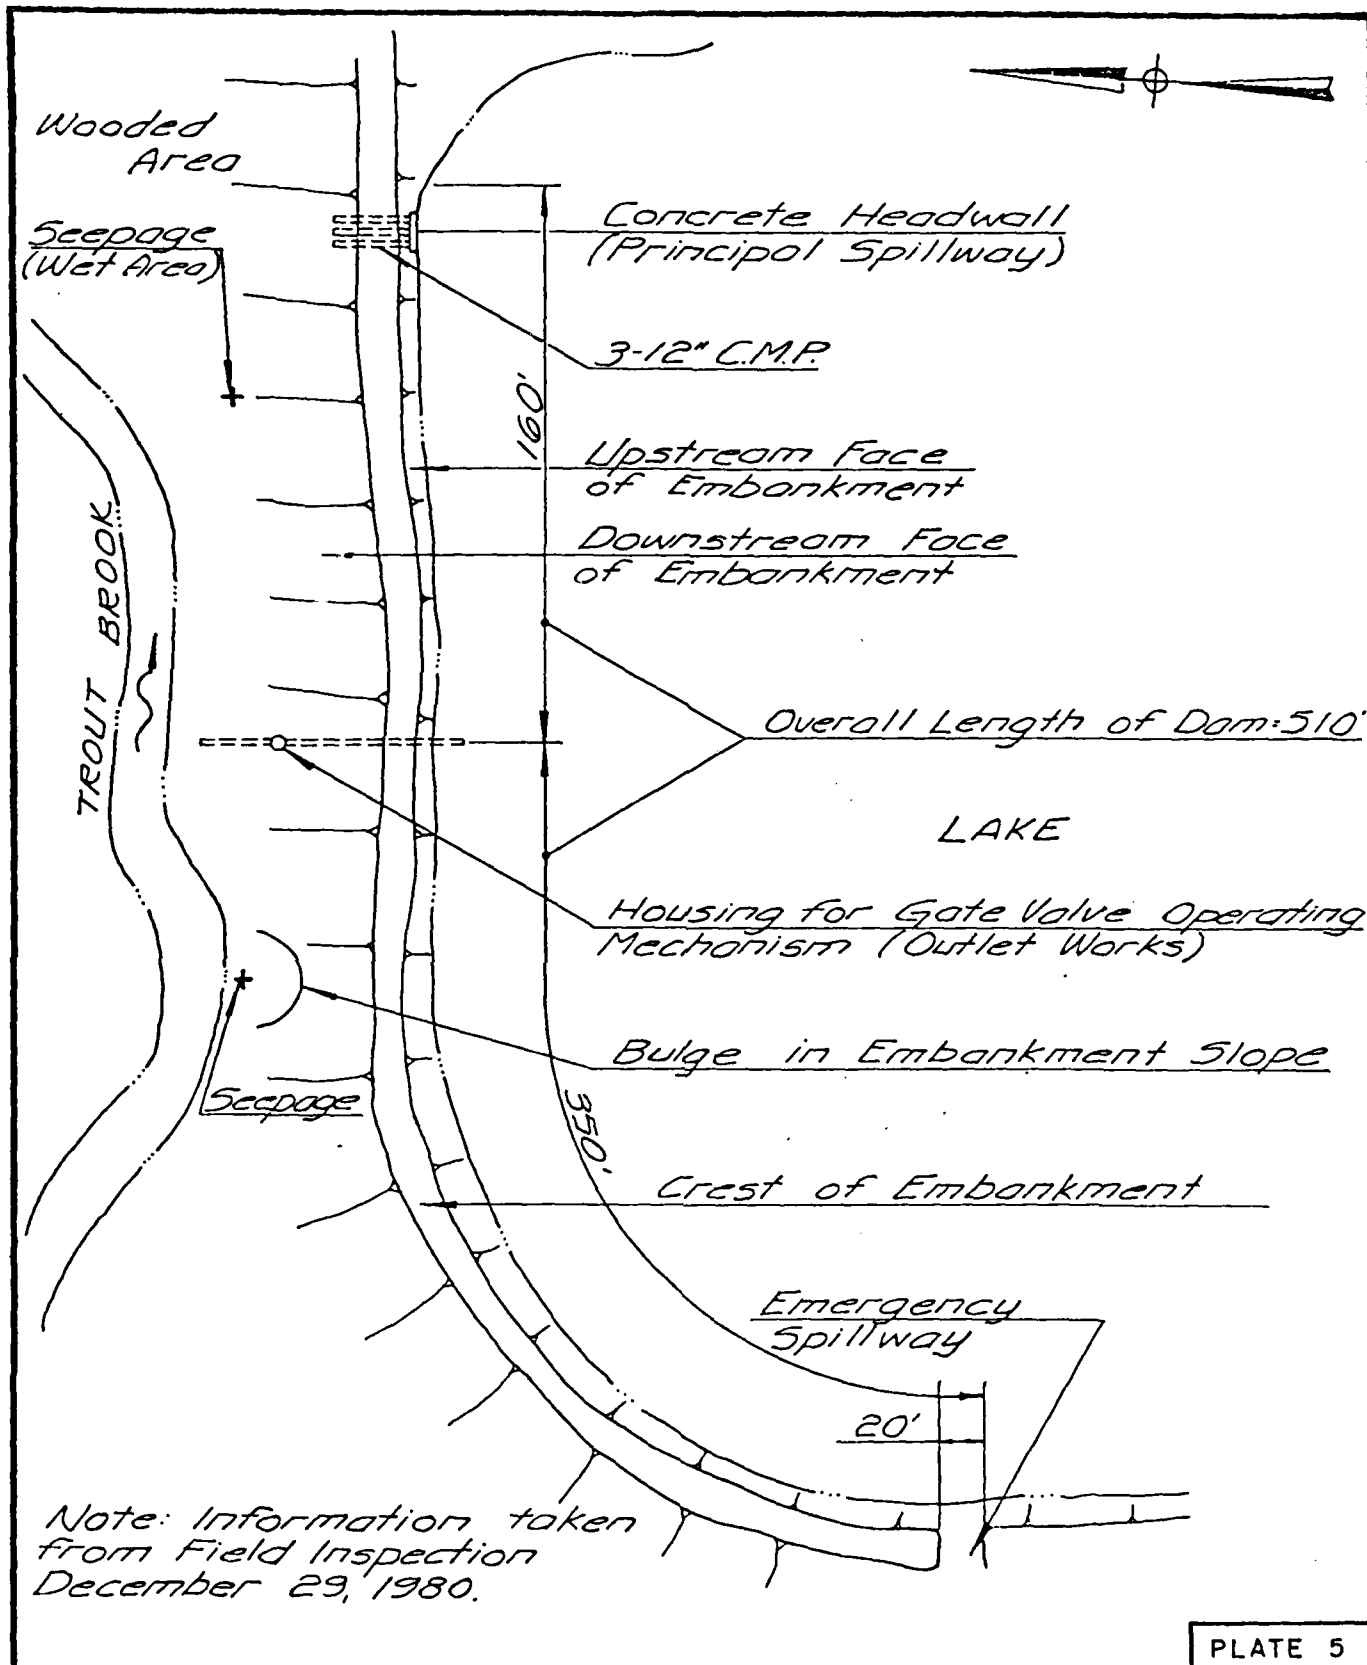 Wooded
Area
Seepage
(Wet Area)
Concrete Headwall
(Principal Spillway)
3-12" C.M.P.
160'
Upstream Face
of Embankment
Downstream Face
of Embankment
TROUT BROOK
Overall Length of Dam: 510'
LAKE
Housing for Gate Valve Operating
Mechanism (Outlet Works)
Bulge in Embankment Slope
Seepage
350'
Crest of Embankment
Emergency
Spillway
20'
Note: Information taken
from Field Inspection
December 29, 1980.
PLATE 5